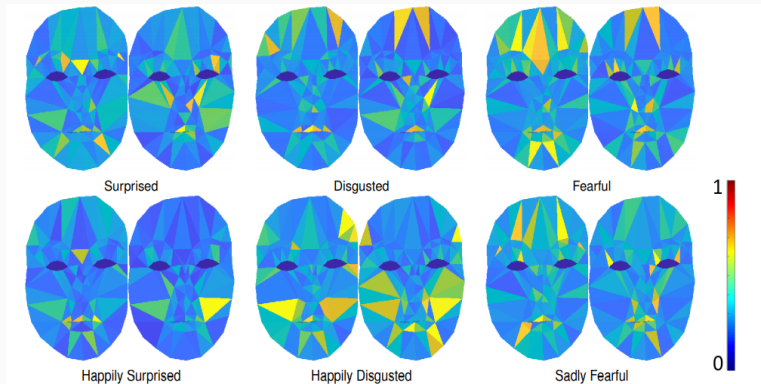 Surprised
Disgusted
Fearful
1
0
Happily Surprised
Happily Disgusted
Sadly Fearful